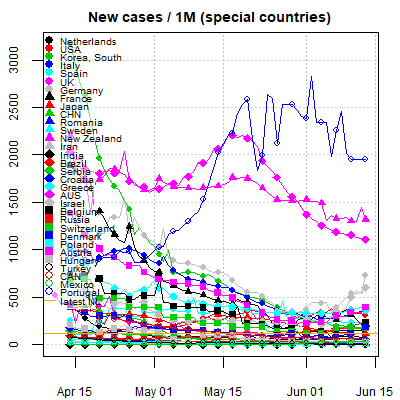 New cases / 1M (special countries)
3000
2500
2000
1500
1000
500
0
Netherlands
USA
Korea, South
Italy
Spain
UK
Germany
France
Japan
CHN
Romania
Sweden
New Zealand
Iran
India
Brazil
Serbia
Croatia
Greece
AUS
Israel
Belgium
Russia
Switzerland
Denmark
Poland
Austria
Hungary
Turkey
CAN
Mexico
Portugal
latest NL
Apr 15
May 01
May 15
Jun 01
Jun 15